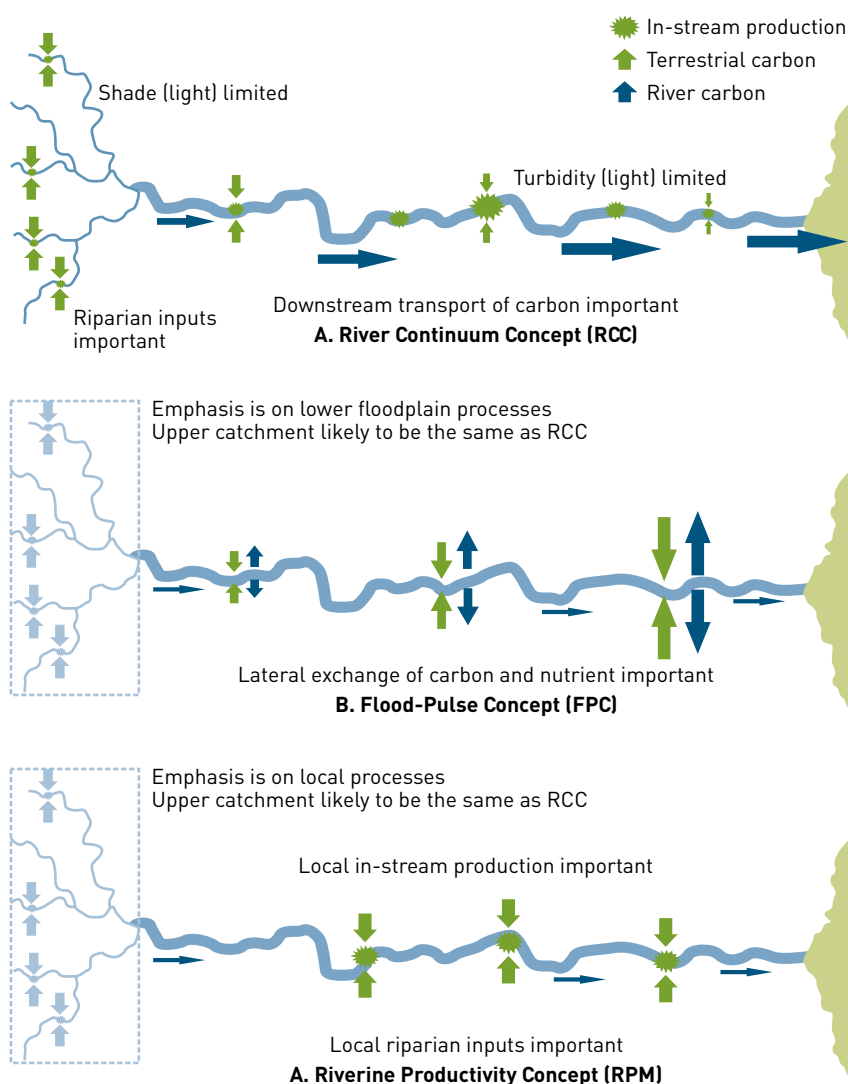 In-stream production
Terrestrial carbon
River carbon
Shade (light) limited
Turbidity (light) limited
Riparian inputs
important
Downstream transport of carbon important
A. River Continuum Concept (RCC)
Emphasis is on lower floodplain processes
Upper catchment likely to be the same as RCC
Lateral exchange of carbon and nutrient important
B. Flood-Pulse Concept (FPC)
Emphasis is on local processes
Upper catchment likely to be the same as RCC
Local in-stream production important
Local riparian inputs important
A. Riverine Productivity Concept (RPM)